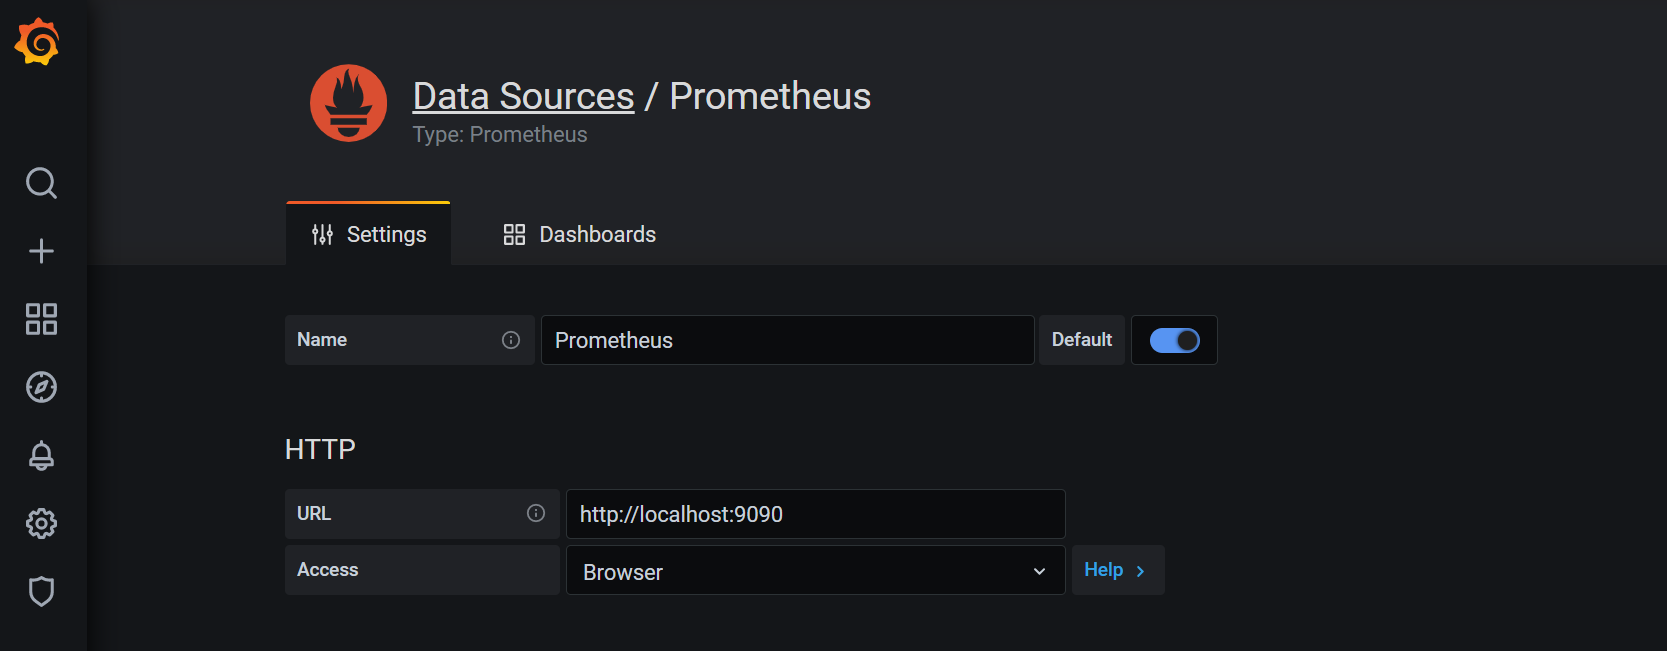 Data Sources / Prometheus
Type: Prometheus
Settings Dashboards
Name Prometheus Default
HTTP
URL http://localhost:9090
Access Browser Help